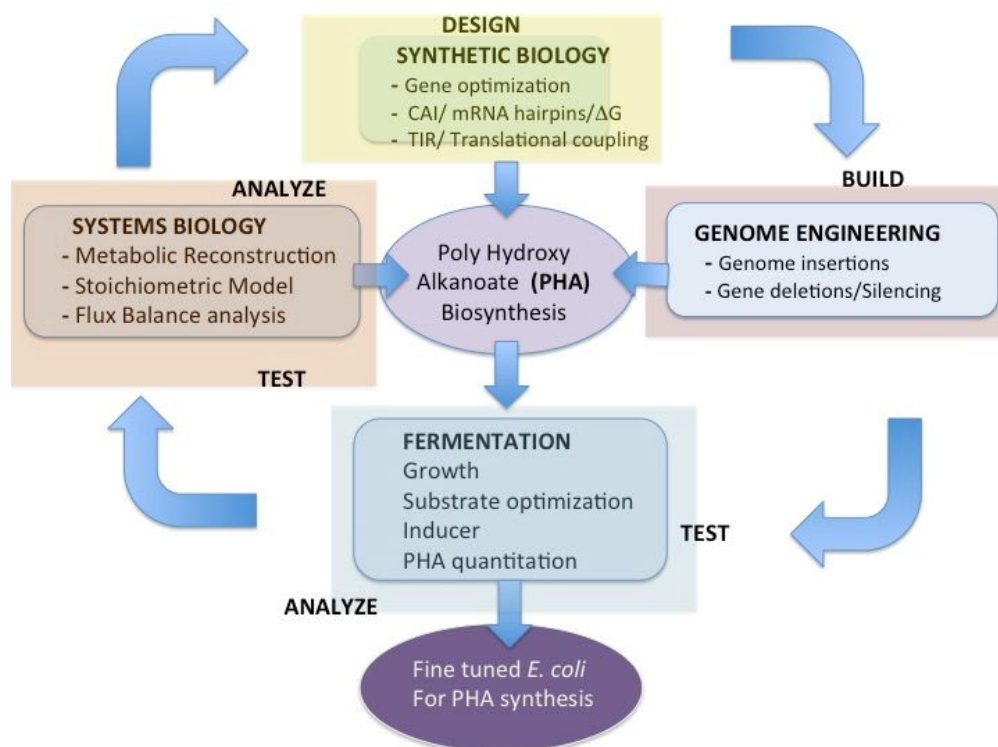 DESIGN
SYNTHETIC BIOLOGY
- Gene optimization
- CAI/ mRNA hairpins/ΔG
- TIR/ Translational coupling
ANALYZE
SYSTEMS BIOLOGY
- Metabolic Reconstruction
- Stoichiometric Model
- Flux Balance analysis
TEST
Poly Hydroxy
Alkanoate (PHA)
Biosynthesis
BUILD
GENOME ENGINEERING
- Genome insertions
- Gene deletions/Silencing
FERMENTATION
Growth
Substrate optimization
Inducer
PHA quantitation
TEST
ANALYZE
Fine tuned E. coli
For PHA synthesis